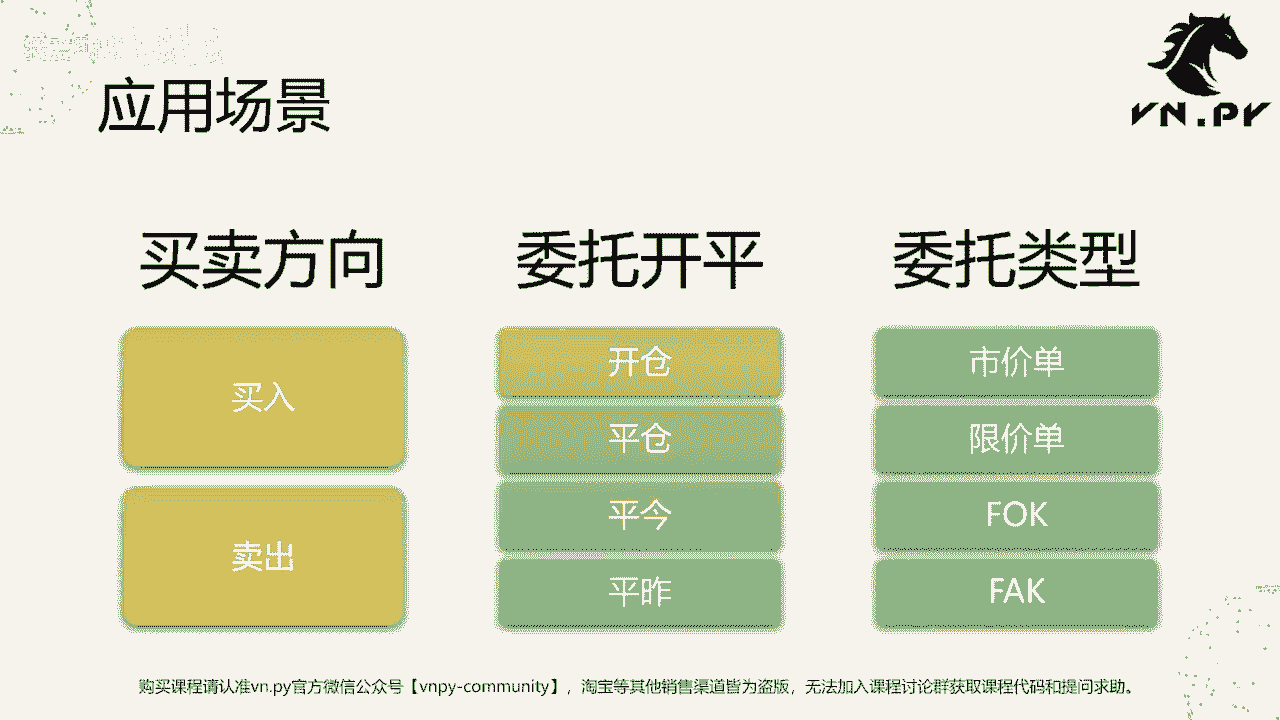 应用场景
VN.PY
买卖方向
委托开平
委托类型
买入
卖出
开仓
平仓
平今
平昨
市价单
限价单
FOK
FAK
购买课程请认准vn.py官方微信公众号【vnpy-community】，淘宝等其他销售渠道皆为盗版，无法加入课程讨论群获取课程代码和提问求助。